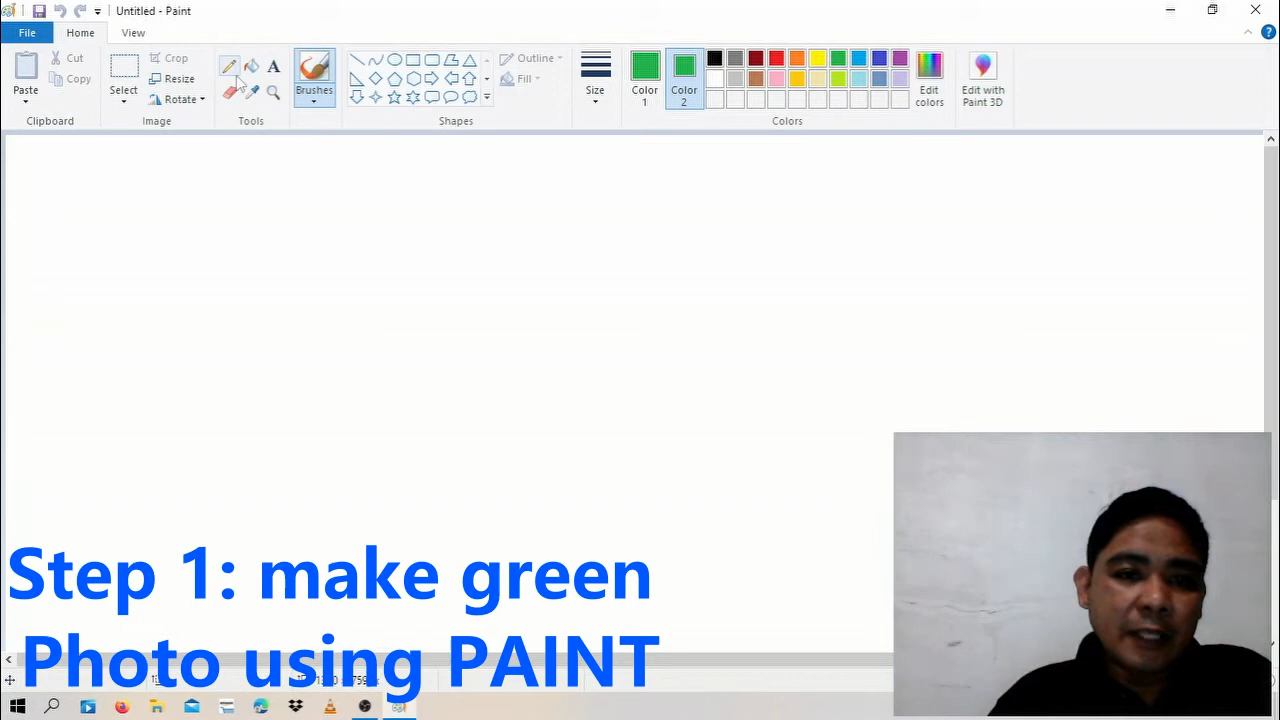 Untitled - Paint
File
Home
View
Paste
Cut
Copy
Clipboard
Select
Crop
Resize
Rotate
Image
A
Tools
Brushes
Outline
Fill
Shapes
Size
Color 1
Color 2
Edit colors
Colors
Edit with Paint 3D
Step 1: make green
Photo using PAINT